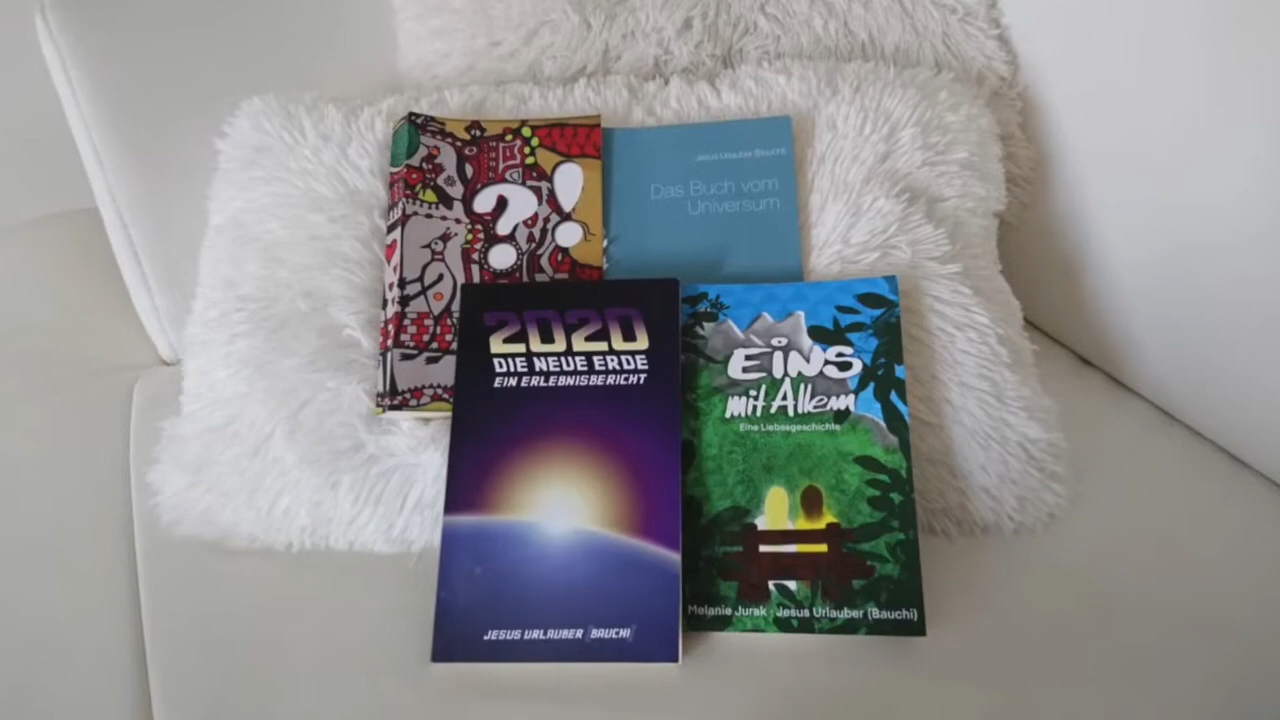 ?!
Jesus Urlauber (Bauchi)
Das Buch vom
Universum
2020
DIE NEUE ERDE
EIN ERLEBNISBERICHT
JESUS URLAUBER (BAUCHI)
EiNS
mit Allem
Eine Liebesgeschichte
Melanie Jurak · Jesus Urlauber (Bauchi)